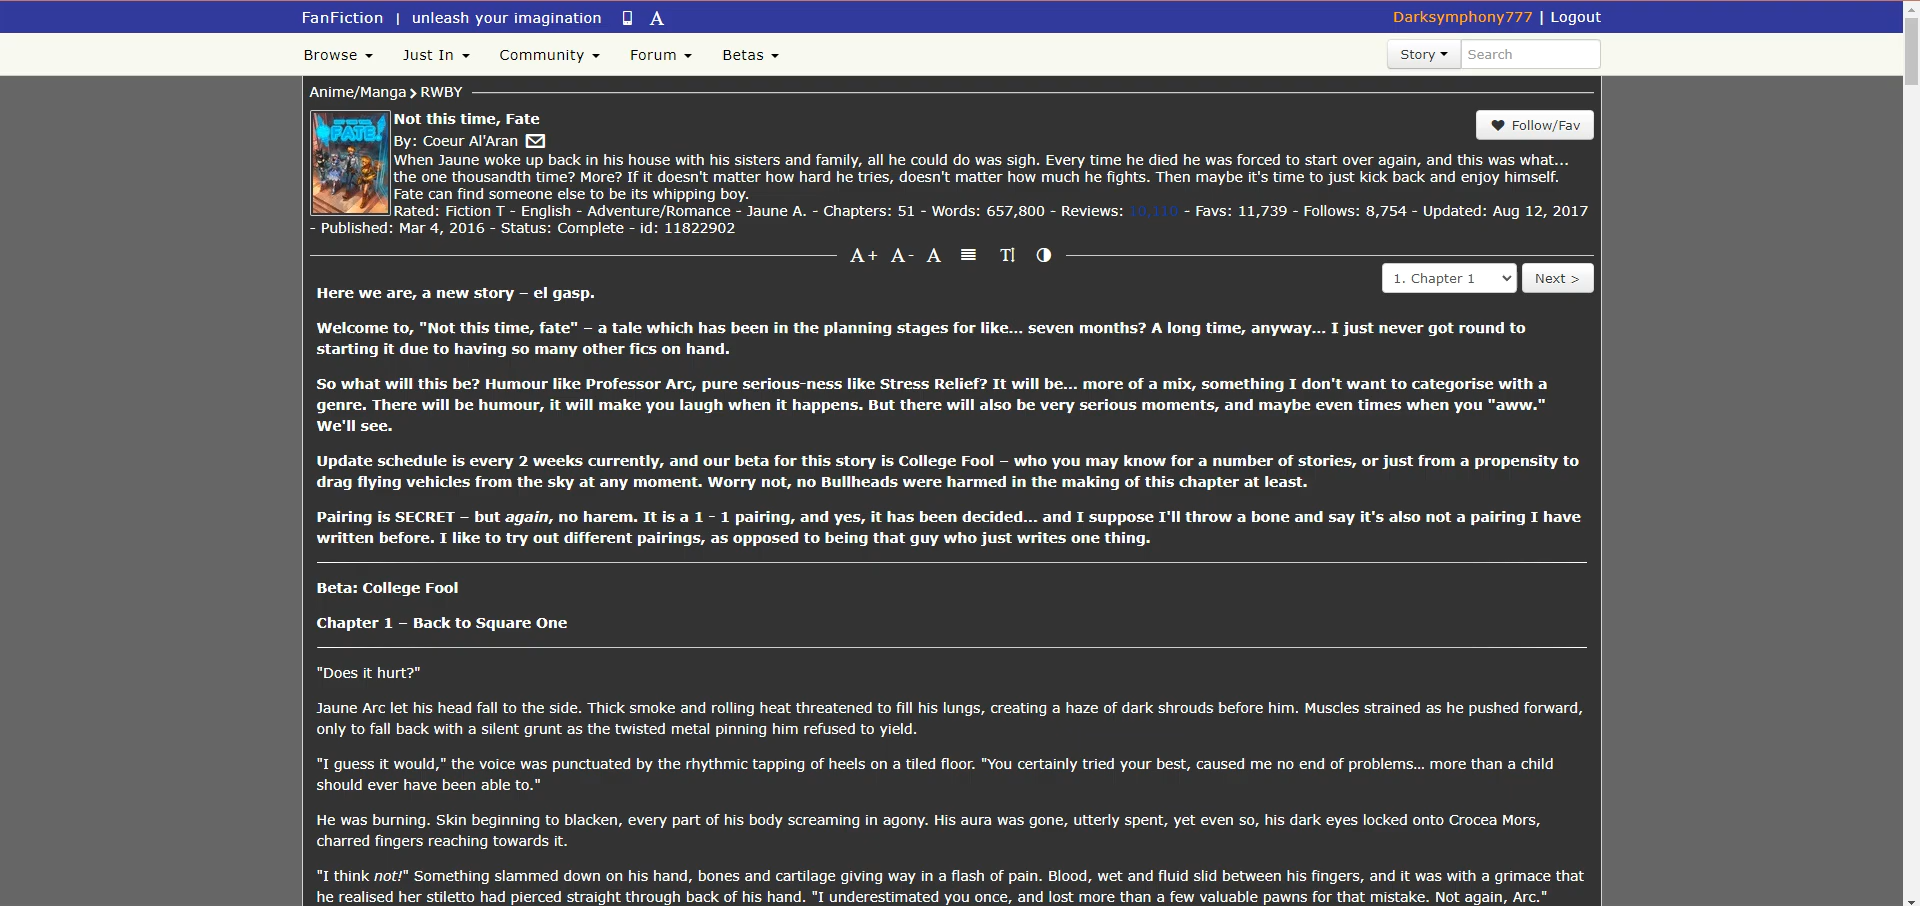 FanFiction | unleash your imagination A
Darksymphony777 | Logout
Browse Just In Community Forum Betas
Story Search
Anime/Manga > RWBY
FATE!
Not this time, Fate
Follow/Fav
By: Coeur Al'Aran
When Jaune woke up back in his house with his sisters and family, all he could do was sigh. Every time he died he was forced to start over again, and this was what...
the one thousandth time? More? If it doesn't matter how hard he tries, doesn't matter how much he fights. Then maybe it's time to just kick back and enjoy himself.
Fate can find someone else to be its whipping boy.
Rated: Fiction T - English - Adventure/Romance - Jaune A. - Chapters: 51 - Words: 657,800 - Reviews: 10,110 - Favs: 11,739 - Follows: 8,754 - Updated: Aug 12, 2017
- Published: Mar 4, 2016 - Status: Complete - id: 11822902
A+ A- A
1. Chapter 1 Next >
Here we are, a new story – el gasp.
Welcome to, "Not this time, fate" – a tale which has been in the planning stages for like... seven months? A long time, anyway... I just never got round to
starting it due to having so many other fics on hand.
So what will this be? Humour like Professor Arc, pure serious-ness like Stress Relief? It will be... more of a mix, something I don't want to categorise with a
genre. There will be humour, it will make you laugh when it happens. But there will also be very serious moments, and maybe even times when you "aww."
We'll see.
Update schedule is every 2 weeks currently, and our beta for this story is College Fool – who you may know for a number of stories, or just from a propensity to
drag flying vehicles from the sky at any moment. Worry not, no Bullheads were harmed in the making of this chapter at least.
Pairing is SECRET – but again, no harem. It is a 1 - 1 pairing, and yes, it has been decided... and I suppose I'll throw a bone and say it's also not a pairing I have
written before. I like to try out different pairings, as opposed to being that guy who just writes one thing.
Beta: College Fool
Chapter 1 – Back to Square One
"Does it hurt?"
Jaune Arc let his head fall to the side. Thick smoke and rolling heat threatened to fill his lungs, creating a haze of dark shrouds before him. Muscles strained as he pushed forward,
only to fall back with a silent grunt as the twisted metal pinning him refused to yield.
"I guess it would," the voice was punctuated by the rhythmic tapping of heels on a tiled floor. "You certainly tried your best, caused me no end of problems... more than a child
should ever have been able to."
He was burning. Skin beginning to blacken, every part of his body screaming in agony. His aura was gone, utterly spent, yet even so, his dark eyes locked onto Crocea Mors,
charred fingers reaching towards it.
"I think not!" Something slammed down on his hand, bones and cartilage giving way in a flash of pain. Blood, wet and fluid slid between his fingers, and it was with a grimace that
he realised her stiletto had pierced straight through back of his hand. "I underestimated you once, and lost more than a few valuable pawns for that mistake. Not again, Arc."